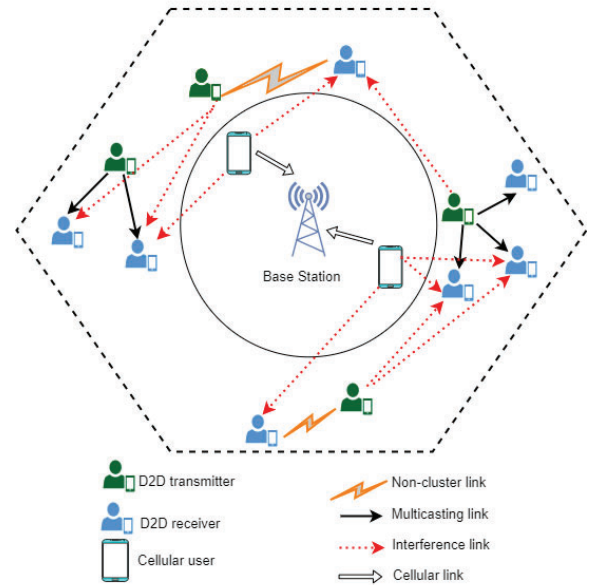 Base Station
D2D transmitter
D2D receiver
Cellular user
Non-cluster link
Multicasting link
Interference link
Cellular link